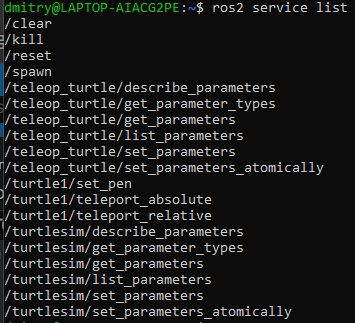 dmitry@LAPTOP-AIACG2PE:~$ ros2 service list
/clear
/kill
/reset
/spawn
/teleop_turtle/describe_parameters
/teleop_turtle/get_parameter_types
/teleop_turtle/get_parameters
/teleop_turtle/list_parameters
/teleop_turtle/set_parameters
/teleop_turtle/set_parameters_atomically
/turtle1/set_pen
/turtle1/teleport_absolute
/turtle1/teleport_relative
/turtlesim/describe_parameters
/turtlesim/get_parameter_types
/turtlesim/get_parameters
/turtlesim/list_parameters
/turtlesim/set_parameters
/turtlesim/set_parameters_atomically